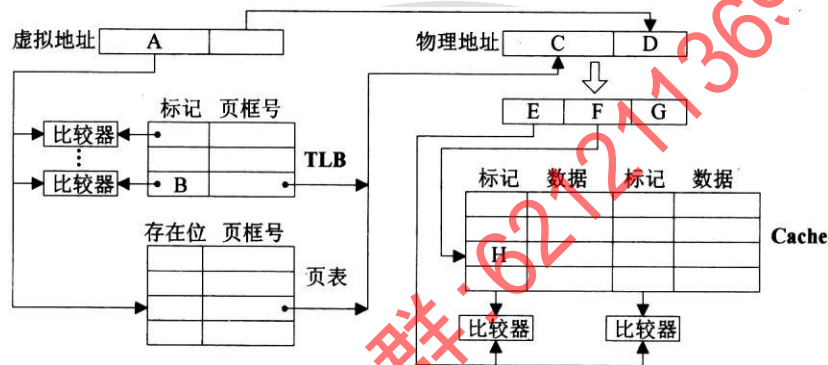 虚拟地址 A
物理地址 C D
E F G
标记 页框号
比较器
比较器 B
TLB
标记 数据 标记 数据
H
Cache
存在位 页框号
页表
比较器 比较器
群:621211369